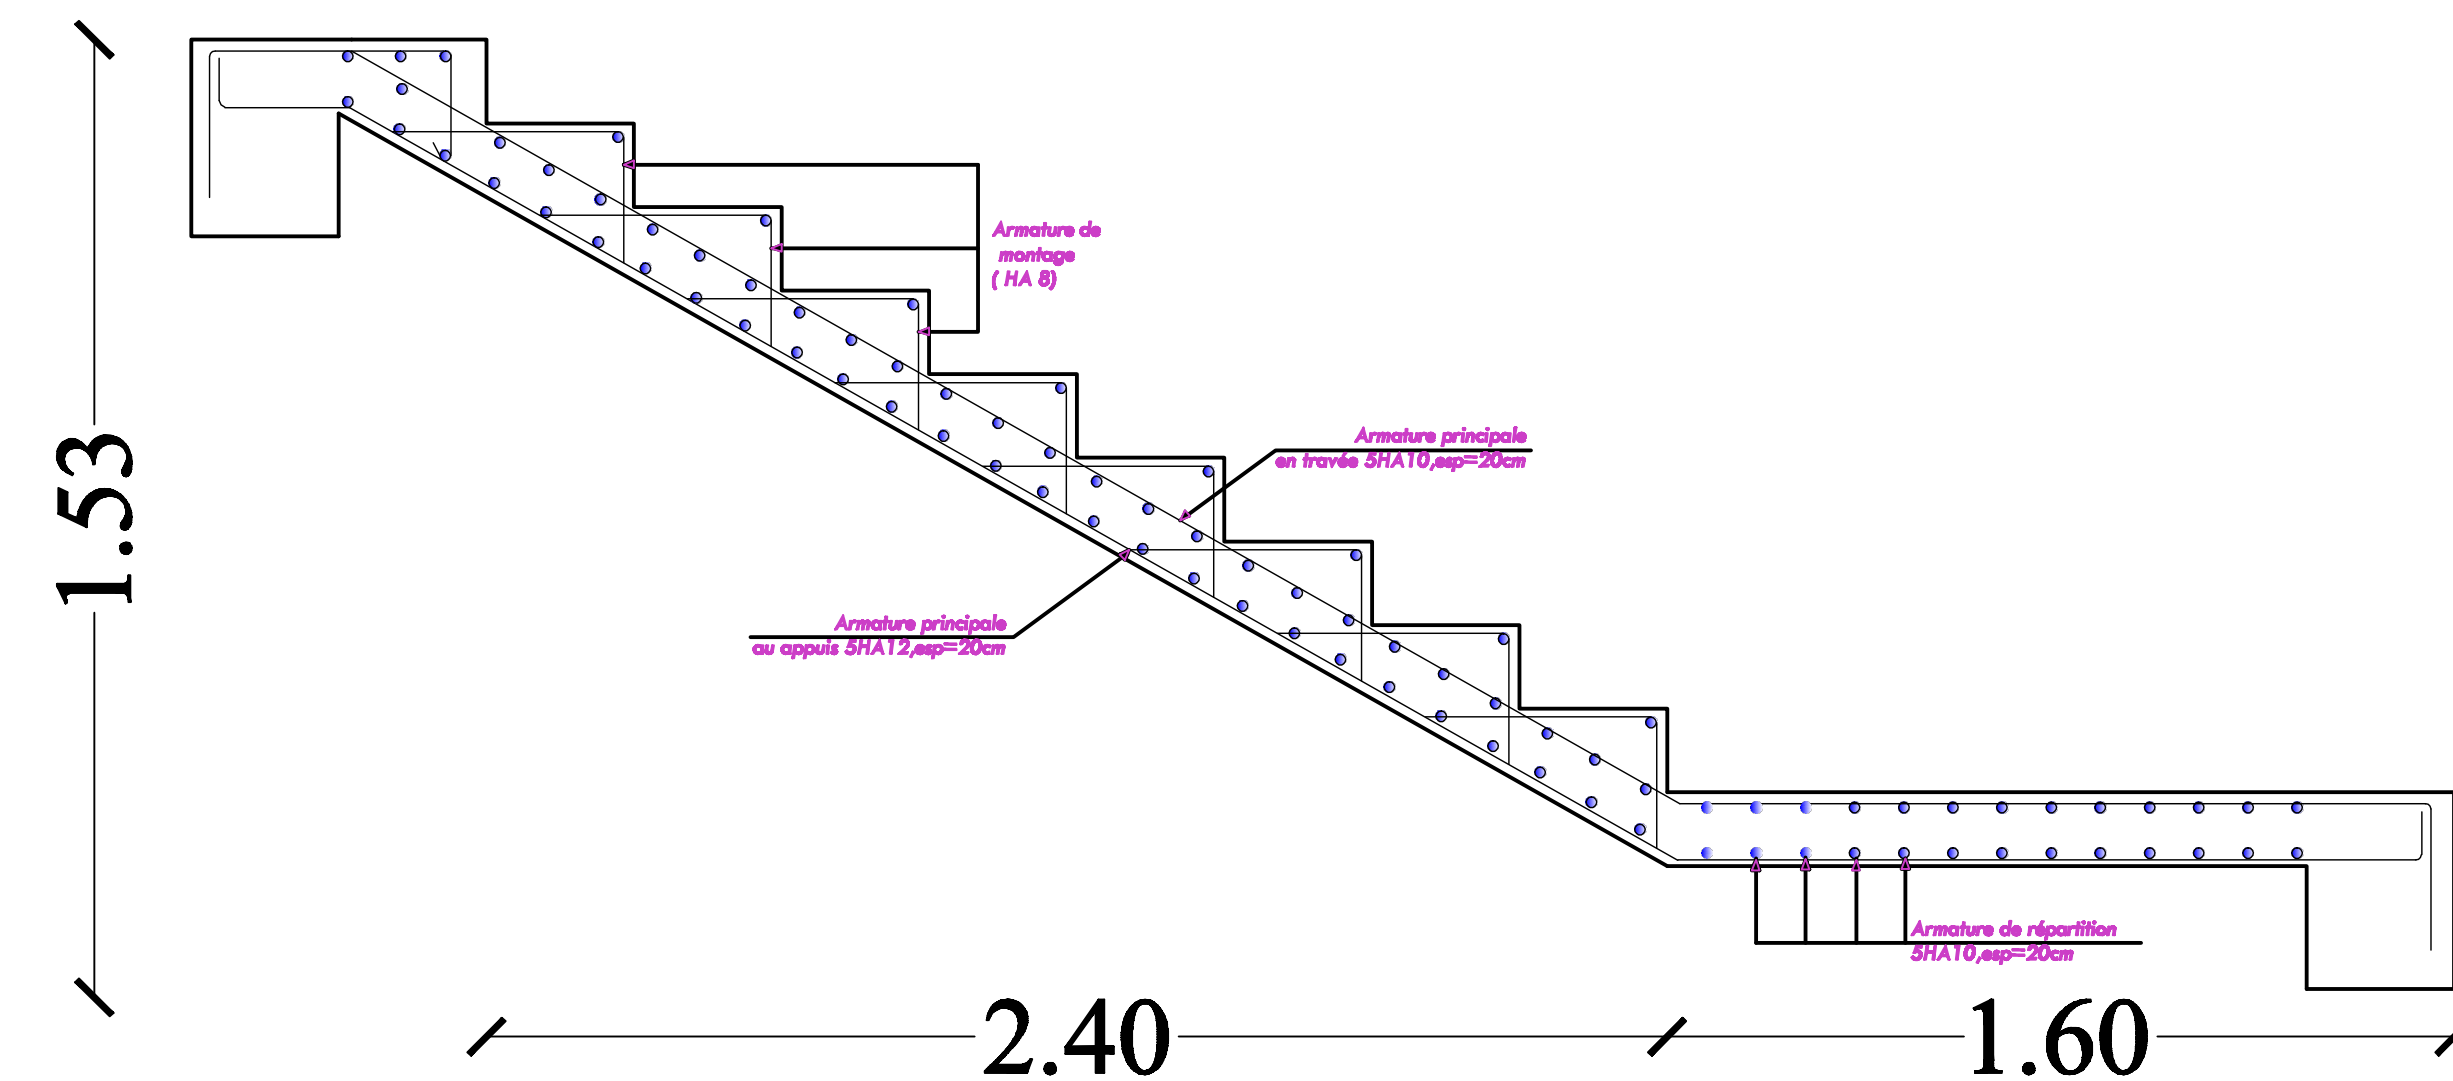 Armature de
montage
( HA 8)
Armature principale
en travée 5HA10,esp=20cm
1.53
Armature principale
au appuis 5HA12,esp=20cm
Armature de répartition
5HA10,esp=20cm
2.40
1.60